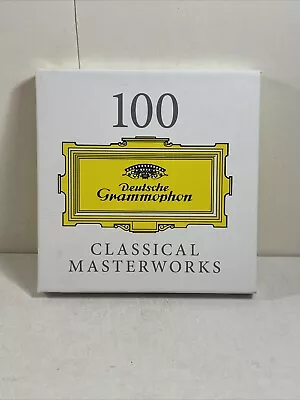 100
Deutsche
Grammophon
CLASSICAL
MASTERWORKS